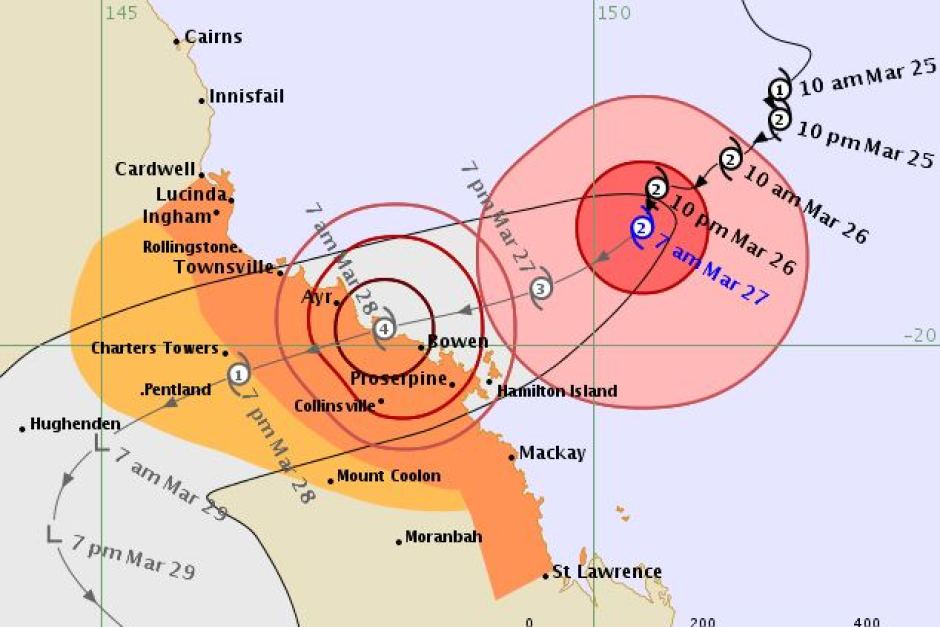 145
150
Cairns
10 am Mar 25
1
Innisfail
2
10 pm Mar 25
2
10 am Mar 26
Cardwell
7 pm Mar 27
2
10 pm Mar 26
Lucinda
Ingham
7 am Mar 28
2
7 am Mar 27
Rollingstone
Townsville
3
Ayr
4
-20
Bowen
Charters Towers
1
Proserpine
Pentland
Hamilton Island
Collinsville
Hughenden
7 pm Mar 28
L
7 am Mar 29
Mackay
Mount Coolon
L
7 pm Mar 29
Moranbah
St Lawrence
0
200
400